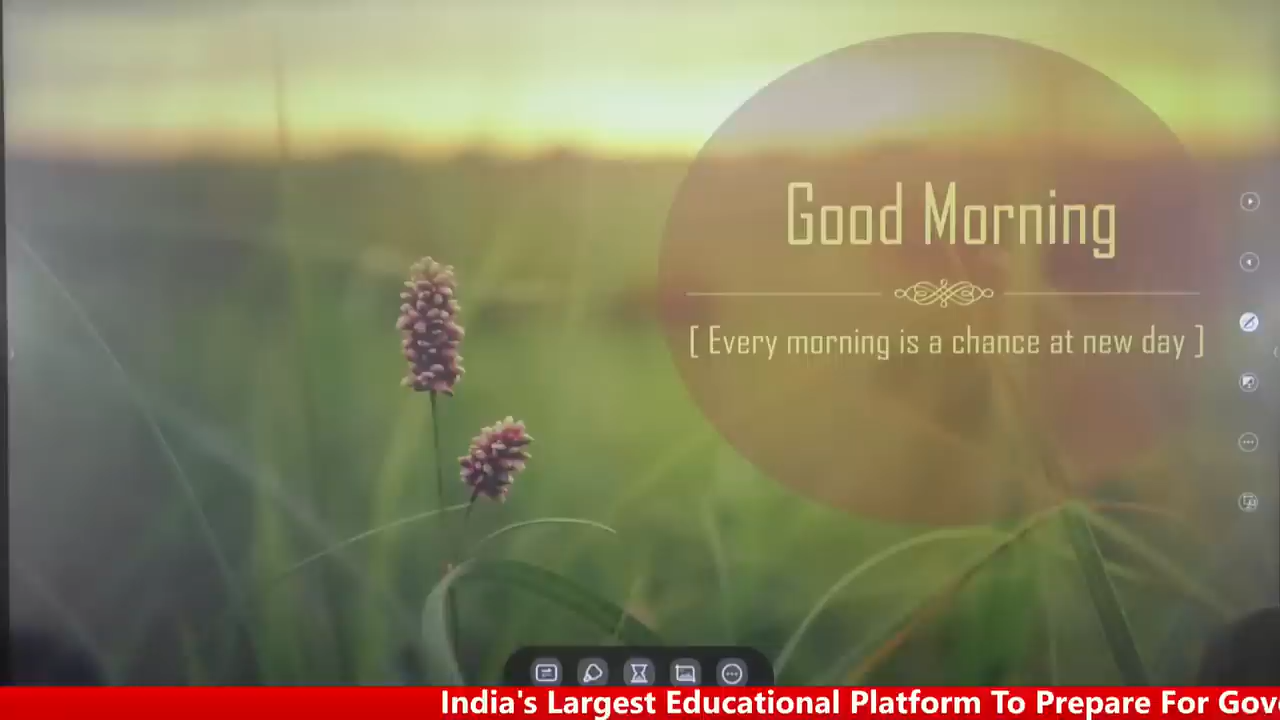 Good Morning
[ Every morning is a chance at new day ]
India's Largest Educational Platform To Prepare For Gov